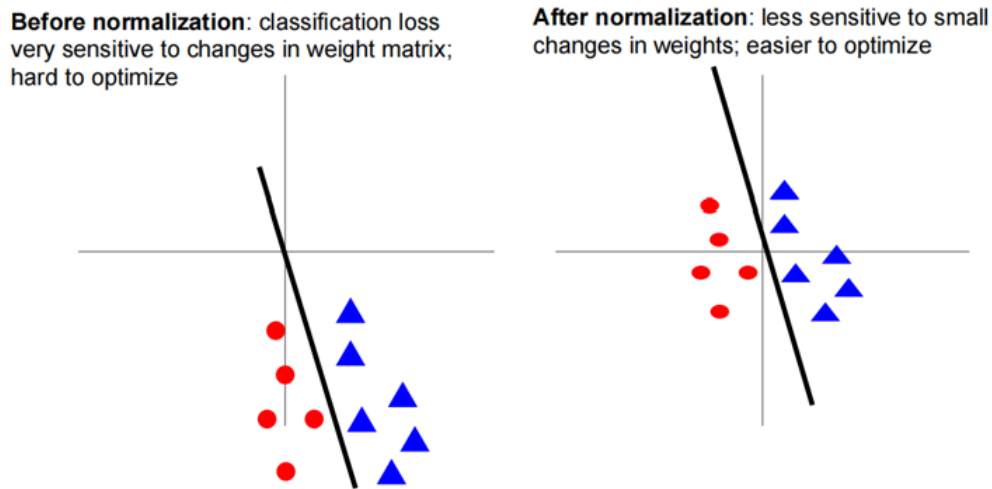 Before normalization: classification loss
very sensitive to changes in weight matrix;
hard to optimize
After normalization: less sensitive to small
changes in weights; easier to optimize